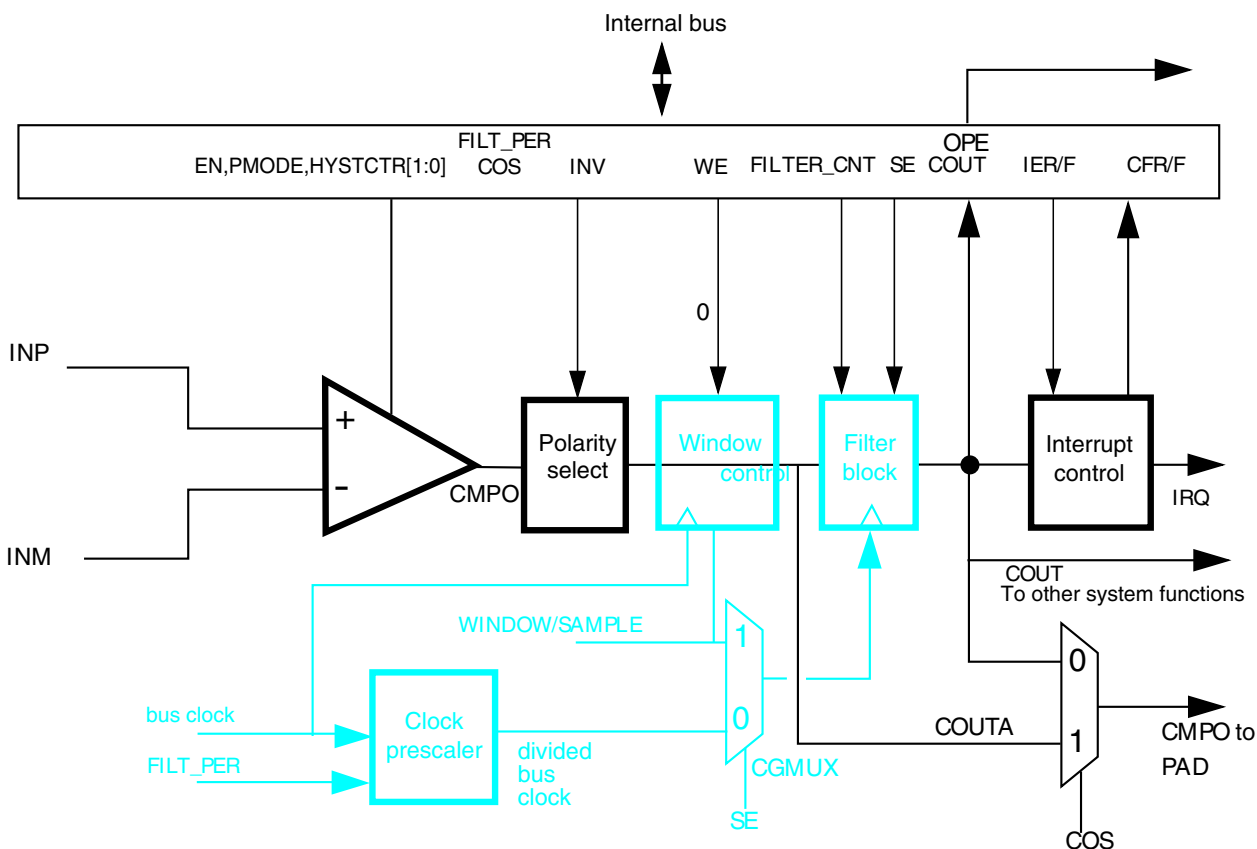 Internal bus
FILT_PER
OPE
EN,PMODE,HYSTCTR[1:0]
COS
INV
WE
FILTER_CNT
SE
COUT
IER/F
CFR/F
0
INP
+
-
INM
CMPO
Polarity
select
Window
control
Filter
block
Interrupt
control
IRQ
COUT
To other system functions
WINDOW/SAMPLE
1
0
0
1
bus clock
FILT_PER
Clock
prescaler
divided
bus
clock
CGMUX
SE
COUTA
CMPO to
PAD
COS